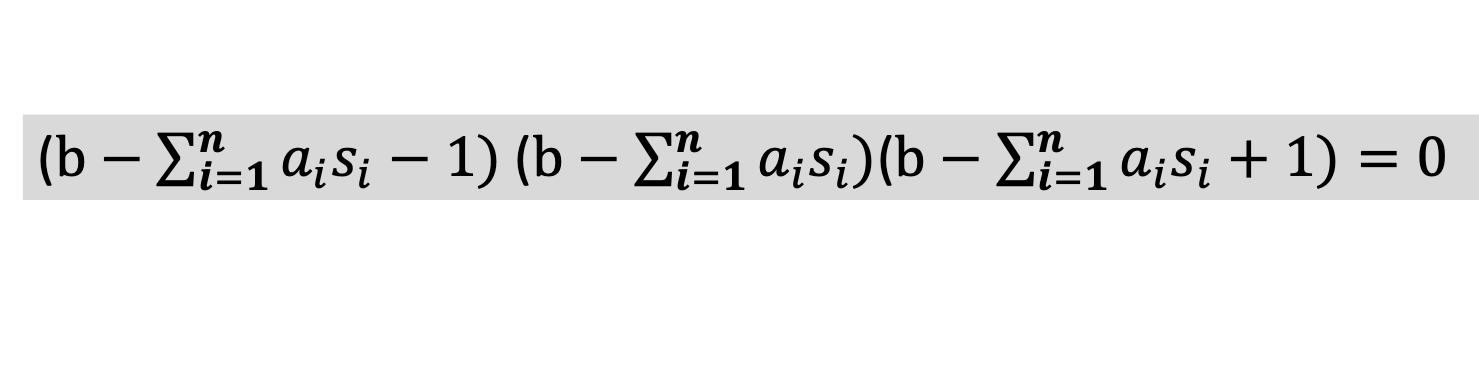 (b − ∑ⁿᵢ₌₁ aᵢsᵢ − 1) (b − ∑ⁿᵢ₌₁ aᵢsᵢ)(b − ∑ⁿᵢ₌₁ aᵢsᵢ + 1) = 0